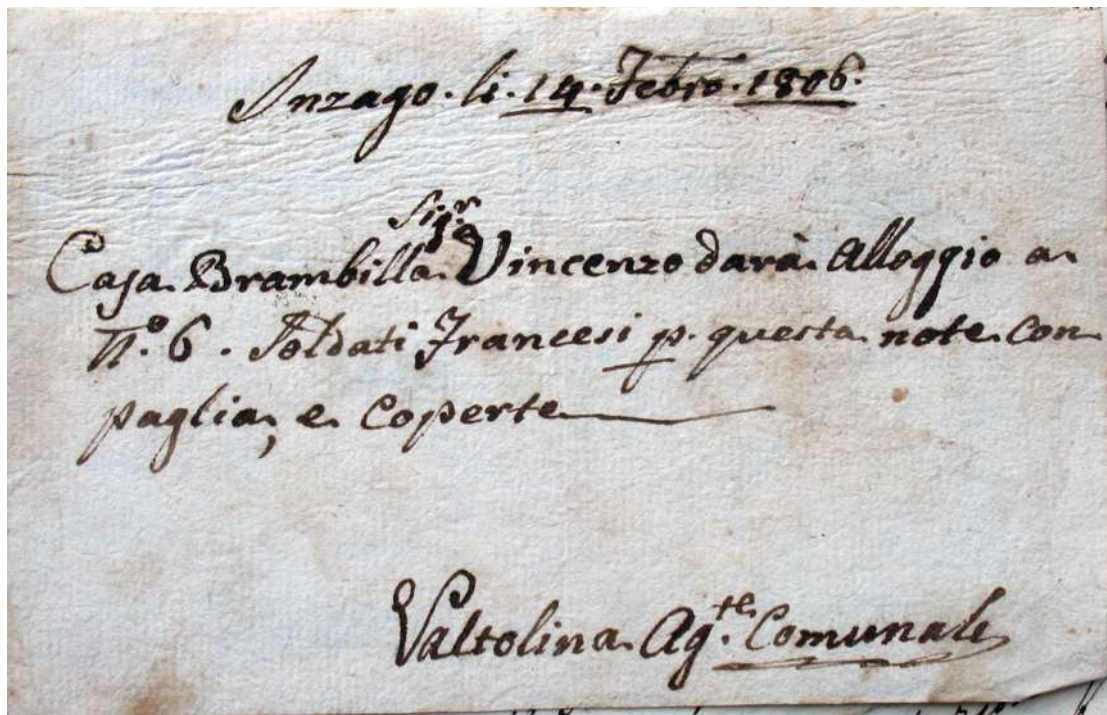 Inzago. li. 14. Febro. 1806.
Sig.r
Casa Brambilla Vincenzo darà Alloggio a
N.o 6. Soldati Francesi p. questa note con
paglia, e Coperte
Valtolina Ag.te Comunale